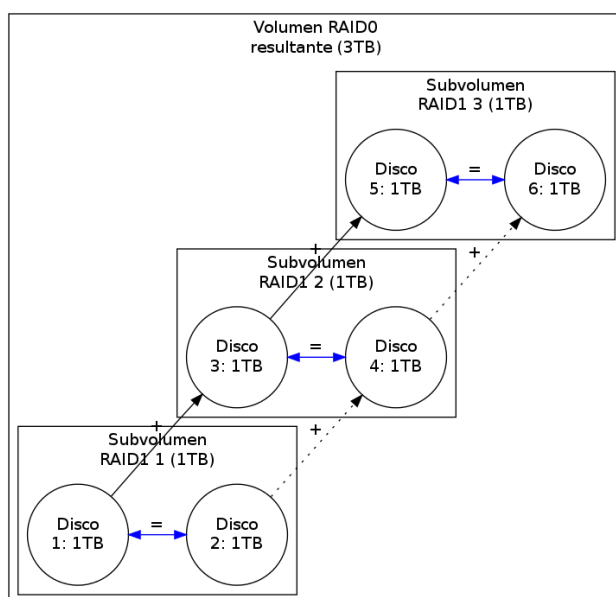 Volumen RAID0
resultante (3TB)
Subvolumen
RAID1 3 (1TB)
Disco
5: 1TB
=
Disco
6: 1TB
+
+
Subvolumen
RAID1 2 (1TB)
Disco
3: 1TB
=
Disco
4: 1TB
+
+
Subvolumen
RAID1 1 (1TB)
Disco
1: 1TB
=
Disco
2: 1TB